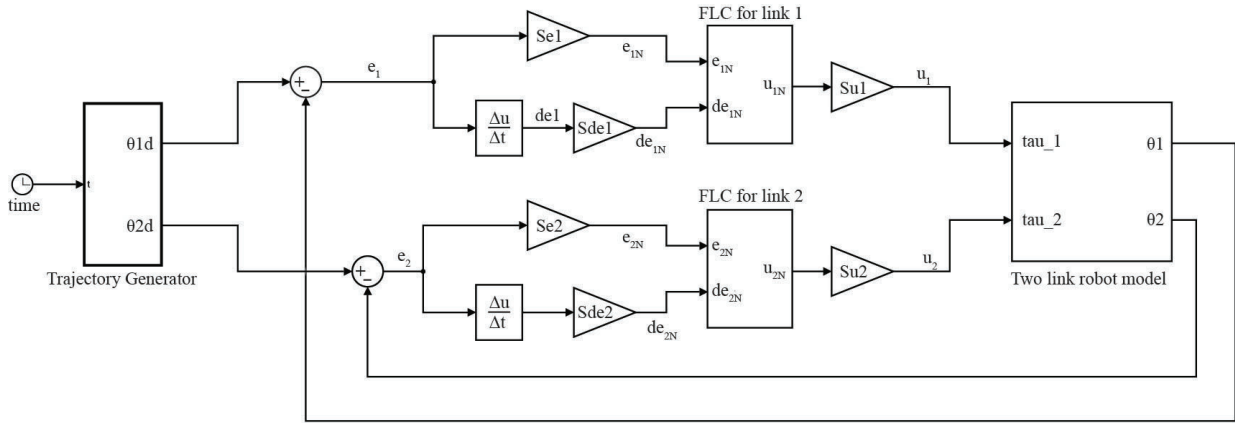 FLC for link 1
Se1
e1N
e1
e1N
u1N
Su1
u1
Δu
Δt
de1
Sde1
de1N
de1N
θ1d
tau_1
θ1
t
time
θ2d
FLC for link 2
tau_2
θ2
Se2
e2N
e2
e2N
u2N
Su2
u2
Trajectory Generator
Two link robot model
Δu
Δt
Sde2
de2N
de2N